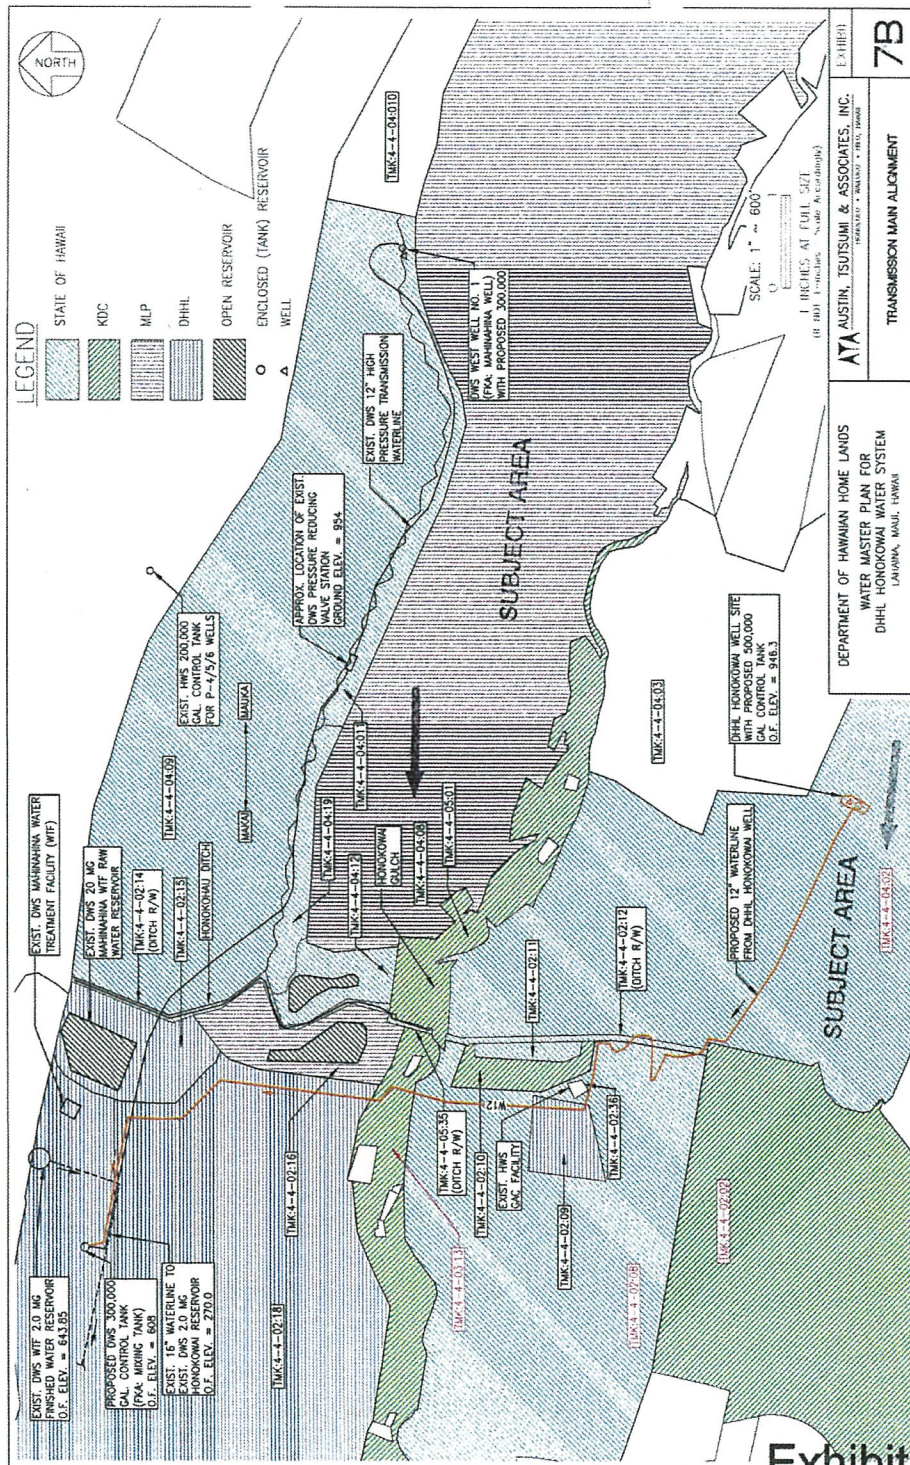 NORTH
LEGEND
STATE OF HAWAII
KDC
MLP
DHHL
OPEN RESERVOIR
ENCLOSED (TANK) RESERVOIR
WELL
TMK:4-4-04:010
DWS WEST WELL NO. 1
(FKA: MAHINAHINA WELL)
WITH PROPOSED 300,000
EXIST. DWS 12" HIGH
PRESSURE TRANSMISSION
WATERLINE
APPROX. LOCATION OF EXIST.
DWS PRESSURE REDUCING
VALVE STATION
GROUND ELEV. = 954
EXIST. HWS 200,000
GAL. CONTROL TANK
FOR P-4/5/6 WELLS
MAKAI
MAUKA
TMK:4-4-04:09
EXIST. DWS MAHINAHINA WATER
TREATMENT FACILITY (WTF)
EXIST. DWS 20 MG
MAHINAHINA WTF RAW
WATER RESERVOIR
TMK:4-4-02:14
(DITCH R/W)
TMK:4-4-02:15
HONOKOHAU DITCH
TMK:4-4-04:011
TMK:4-4-04:19
TMK:4-4-04:12
HONOKOWAI
GULCH
TMK:4-4-04:08
TMK:4-4-05:01
SUBJECT AREA
EXIST. DWS WTF 2.0 MG
FINISHED WATER RESERVOIR
O.F. ELEV. = 643.85
PROPOSED DWS 300,000
GAL. CONTROL TANK
(FKA: MIXING TANK)
O.F. ELEV. = 608
EXIST. 16" WATERLINE TO
EXIST. DWS 2.0 MG
HONOKOWAI RESERVOIR
O.F. ELEV. = 270.0
TMK:4-4-02:16
TMK:4-4-02:18
TMK:4-4-05:35
(DITCH R/W)
TMK:4-4-02:10
EXIST. HWS
GAC FACILITY
W12
TMK:4-4-02:11
TMK:4-4-02:12
(DITCH R/W)
TMK:4-4-02:09
TMK:4-4-02:36
TMK:4-4-02:08
TMK:4-4-02:02
TMK:4-4-04:03
DHHL HONOKOWAI WELL SITE
WITH PROPOSED 500,000
GAL CONTROL TANK
O.F. ELEV. = 946.3
PROPOSED 12" WATERLINE
FROM DHHL HONOKOWAI WELL
SUBJECT AREA
TMK:4-4-04:02
SCALE: 1" ~ 600'
INCHES AT FULL SIZE
DEPARTMENT OF HAWAIIAN HOME LANDS
WATER MASTER PLAN FOR
DHHL HONOKOWAI WATER SYSTEM
LAHAINA, MAUI, HAWAII
ATA AUSTIN, TSUTSUMI & ASSOCIATES, INC.
TRANSMISSION MAIN ALIGNMENT
EXHIBIT
7B
Exhibit